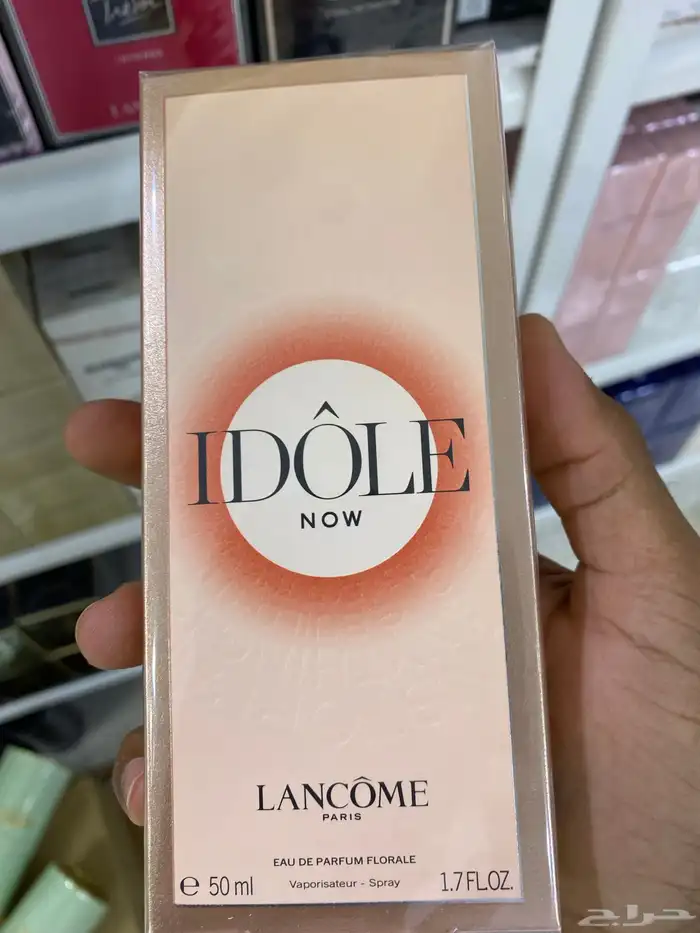 IDÔLE
NOW
LANCÔME
PARIS
EAU DE PARFUM FLORALE
Vaporisateur - Spray
e 50 ml
1.7 FL.OZ.
حراج